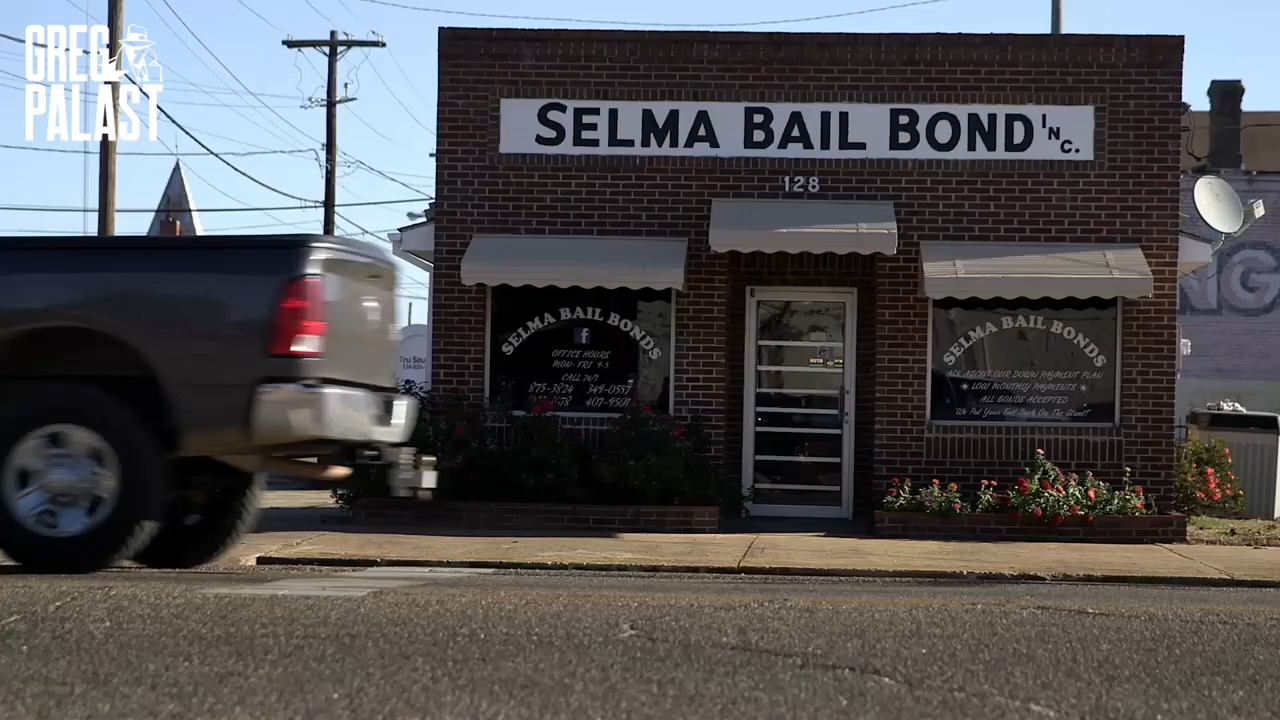 GREG
PALAST
SELMA BAIL BOND INC.
128
SELMA BAIL BONDS
f
OFFICE HOURS
MON-FRI 9-5
CALL 24/7
875-3824 349-0557
407-9501
SELMA BAIL BONDS
ASK ABOUT OUR DOWN PAYMENT PLAN
* LOW MONTHLY PAYMENTS *
ALL BONDS ACCEPTED
"We Put Your Feet Back On The Street"
NG